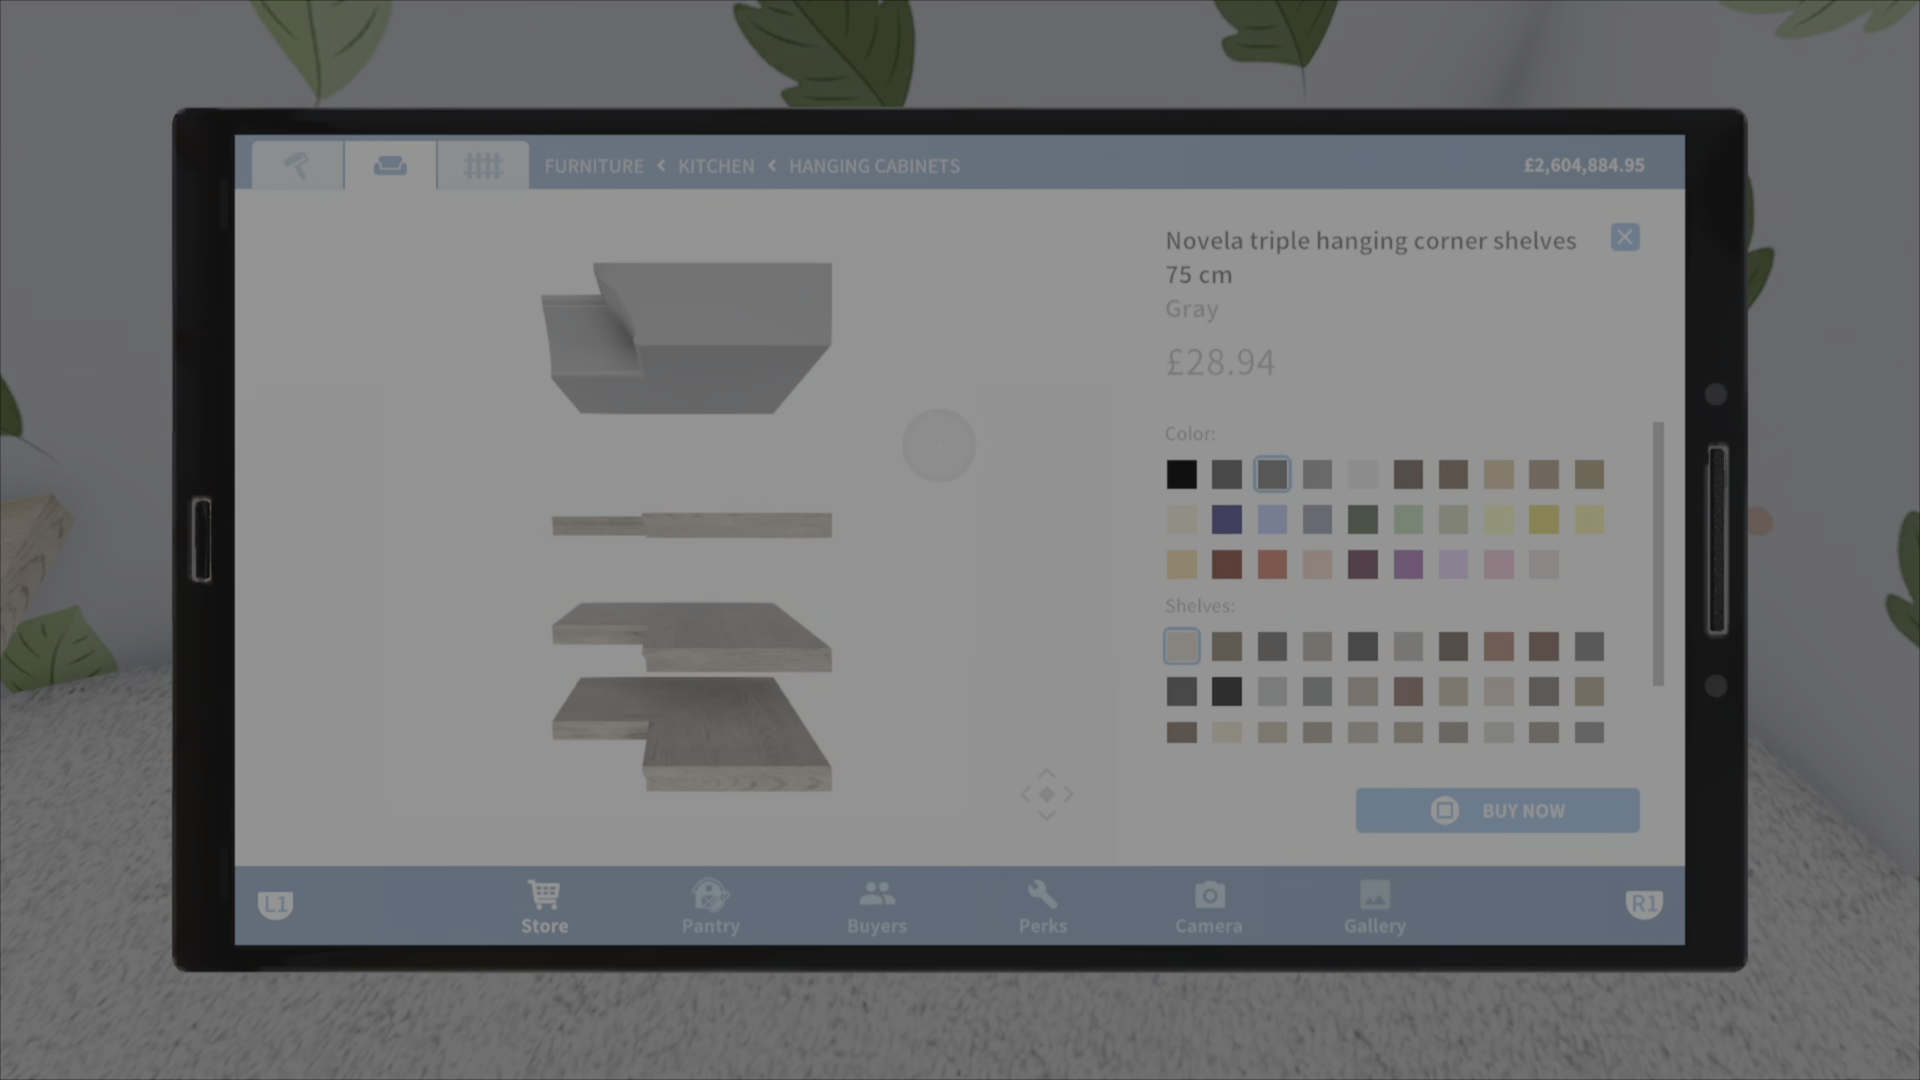 FURNITURE < KITCHEN < HANGING CABINETS
£2,604,884.95
Novela triple hanging corner shelves
75 cm
Gray
£28.94
Color:
Shelves:
BUY NOW
L1
Store
Pantry
Buyers
Perks
Camera
Gallery
R1